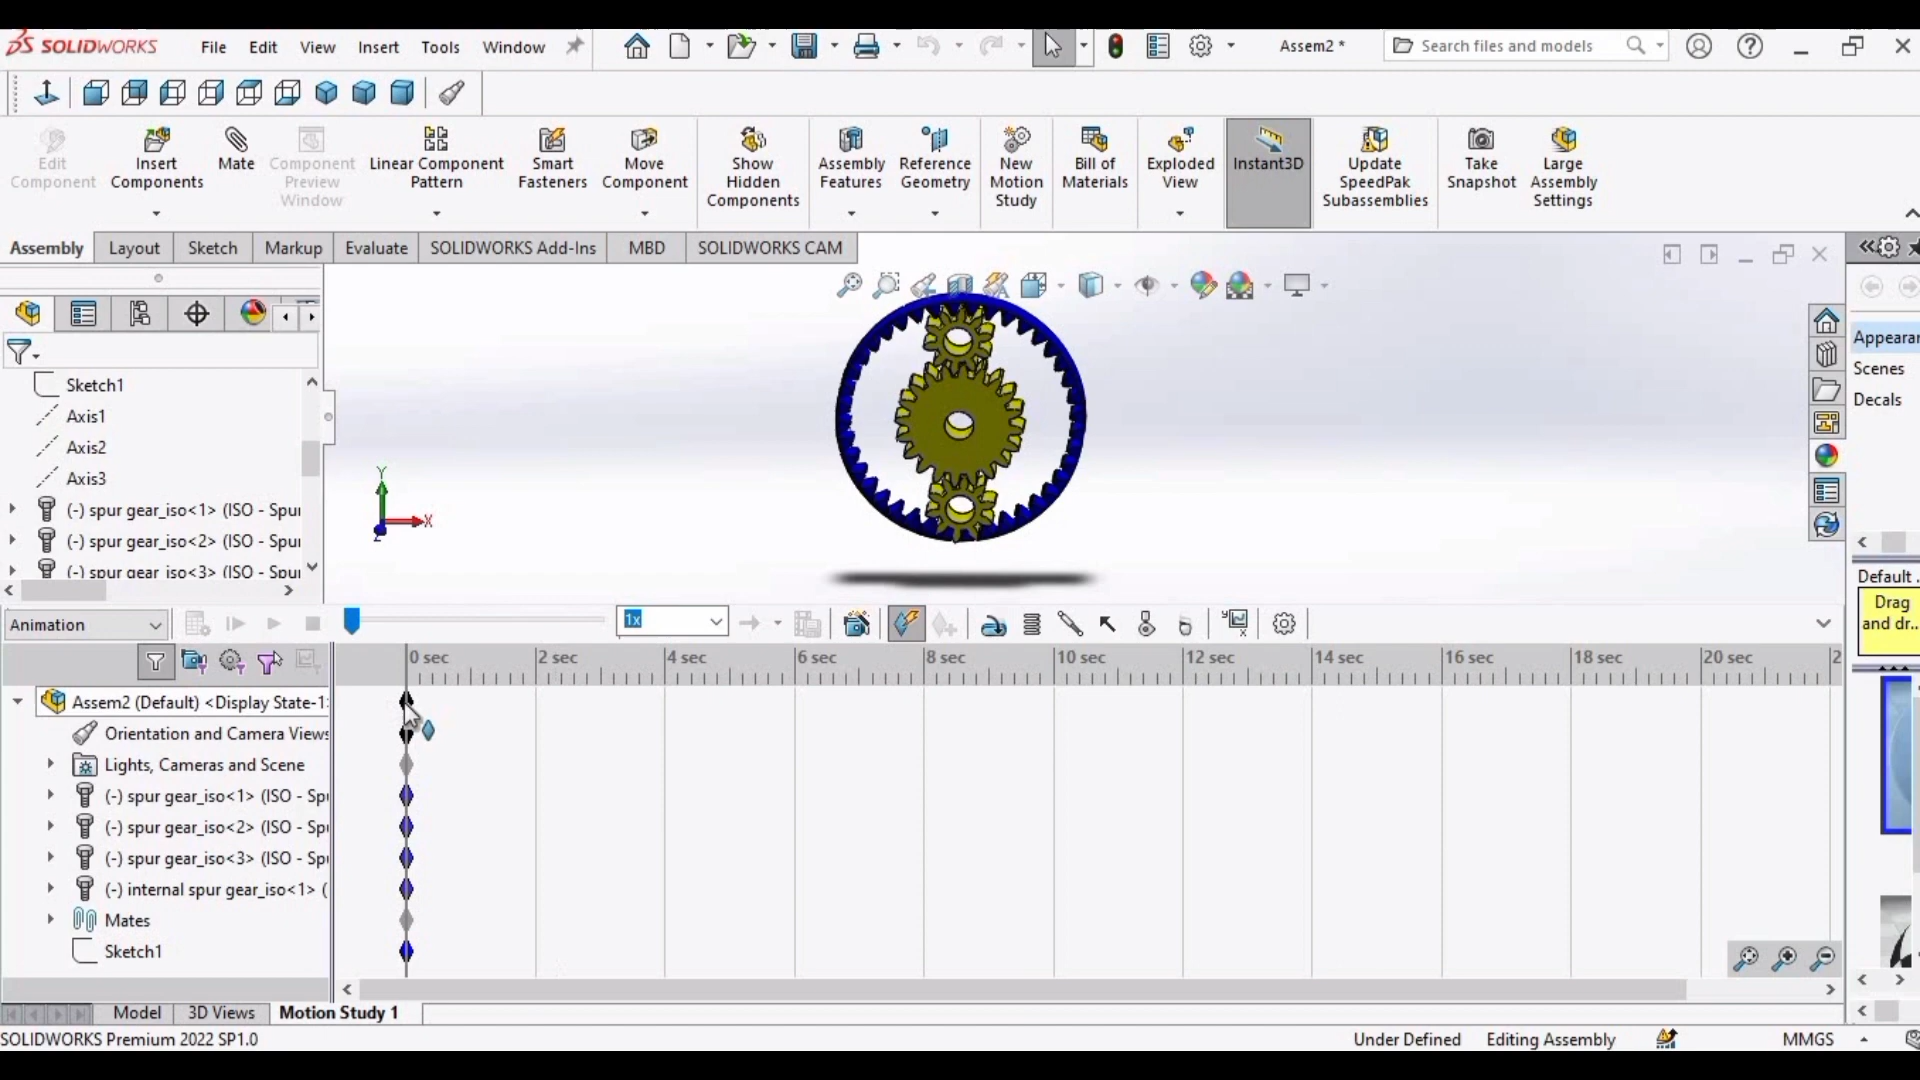 SOLIDWORKS File Edit View Insert Tools Window Assem2 * Search files and models
Edit Component
Insert Components
Mate
Component Preview Window
Linear Component Pattern
Smart Fasteners
Move Component
Show Hidden Components
Assembly Features
Reference Geometry
New Motion Study
Bill of Materials
Exploded View
Instant3D
Update SpeedPak Subassemblies
Take Snapshot
Large Assembly Settings
Assembly Layout Sketch Markup Evaluate SOLIDWORKS Add-Ins MBD SOLIDWORKS CAM
Sketch1
Axis1
Axis2
Axis3
(-) spur gear_iso<1> (ISO - Spu
(-) spur gear_iso<2> (ISO - Spu
(-) spur gear_iso<3> (ISO - Spu
Y
X
Z
Appearar
Scenes
Decals
Default .
Drag
and dr..
Animation 1x
0 sec 2 sec 4 sec 6 sec 8 sec 10 sec 12 sec 14 sec 16 sec 18 sec 20 sec 2
Assem2 (Default) <Display State-1
Orientation and Camera Views
Lights, Cameras and Scene
(-) spur gear_iso<1> (ISO - Sp
(-) spur gear_iso<2> (ISO - Sp
(-) spur gear_iso<3> (ISO - Sp
(-) internal spur gear_iso<1> (
Mates
Sketch1
Model 3D Views Motion Study 1
SOLIDWORKS Premium 2022 SP1.0 Under Defined Editing Assembly MMGS